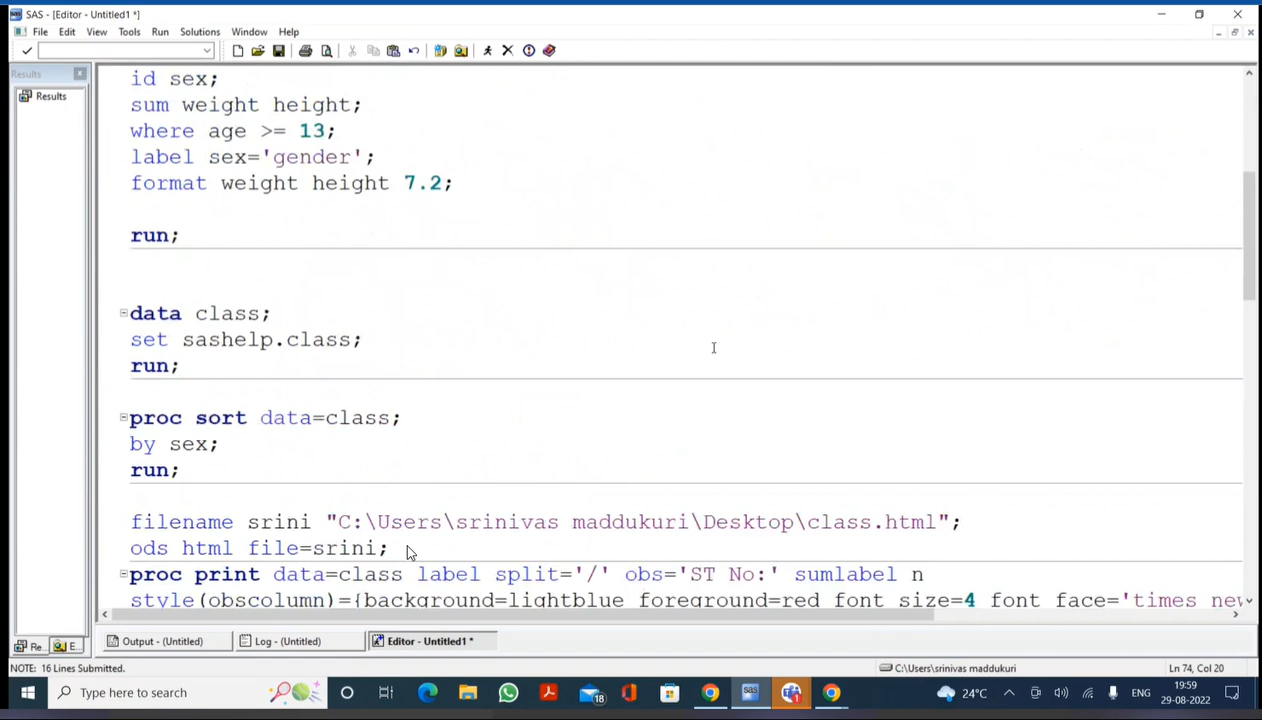 SAS - [Editor - Untitled1 *]
File Edit View Tools Run Solutions Window Help
Results
Results
id sex;
sum weight height;
where age >= 13;
label sex='gender';
format weight height 7.2;
run;
data class;
set sashelp.class;
run;
proc sort data=class;
by sex;
run;
filename srini "C:\Users\srinivas maddukuri\Desktop\class.html";
ods html file=srini;
proc print data=class label split='/' obs='ST No:' sumlabel n
style(obscolumn)={background=lightblue foreground=red font_size=4 font_face='times new
Re... E... Output - (Untitled) Log - (Untitled) Editor - Untitled1 *
NOTE: 16 Lines Submitted. C:\Users\srinivas maddukuri Ln 74, Col 20
Type here to search 18 sas 1 24°C ENG 19:59
29-08-2022